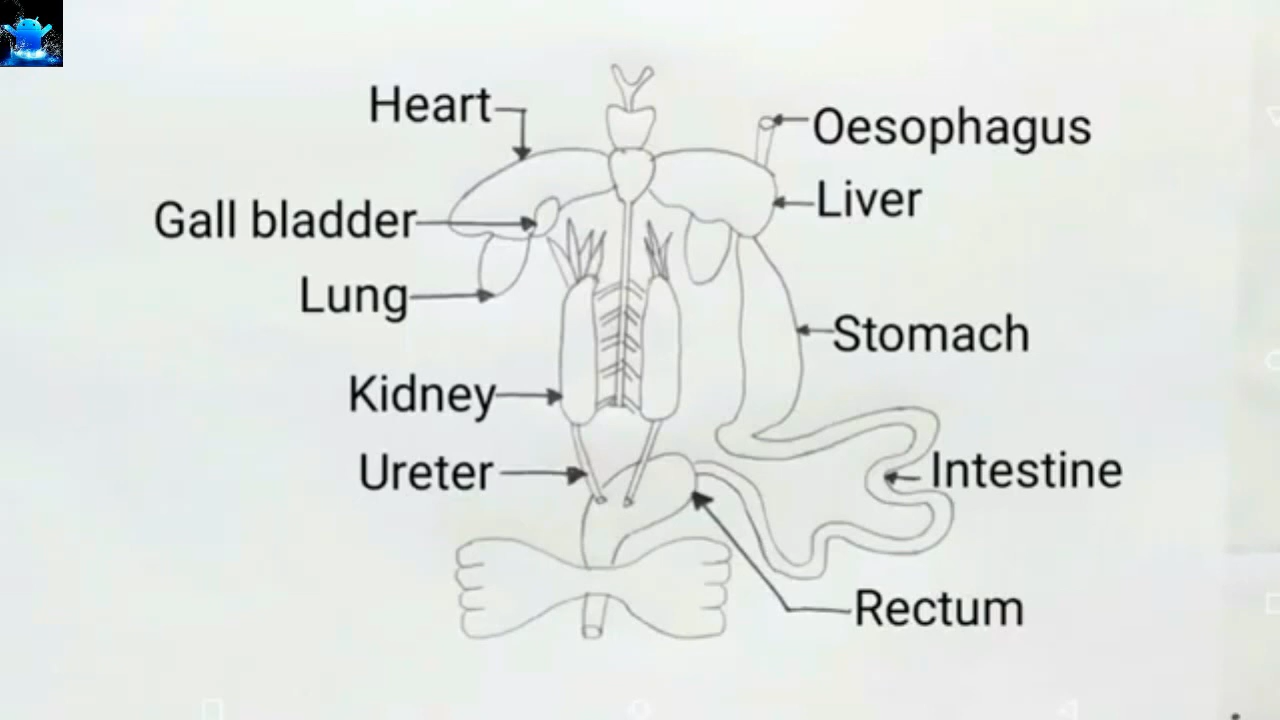 Heart
Oesophagus
Liver
Gall bladder
Lung
Stomach
Kidney
Ureter
Intestine
Rectum